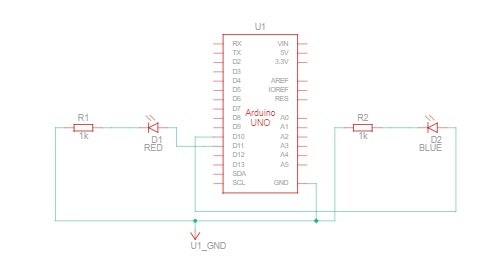 U1
RX
TX
D2
D3
D4
D5
D6
D7
D8
D9
D10
D11
D12
D13
SDA
SCL
VIN
5V
3.3V
AREF
IOREF
RES
A0
A1
A2
A3
A4
A5
GND
Arduino
UNO
R1
1k
D1
RED
R2
1k
D2
BLUE
U1_GND